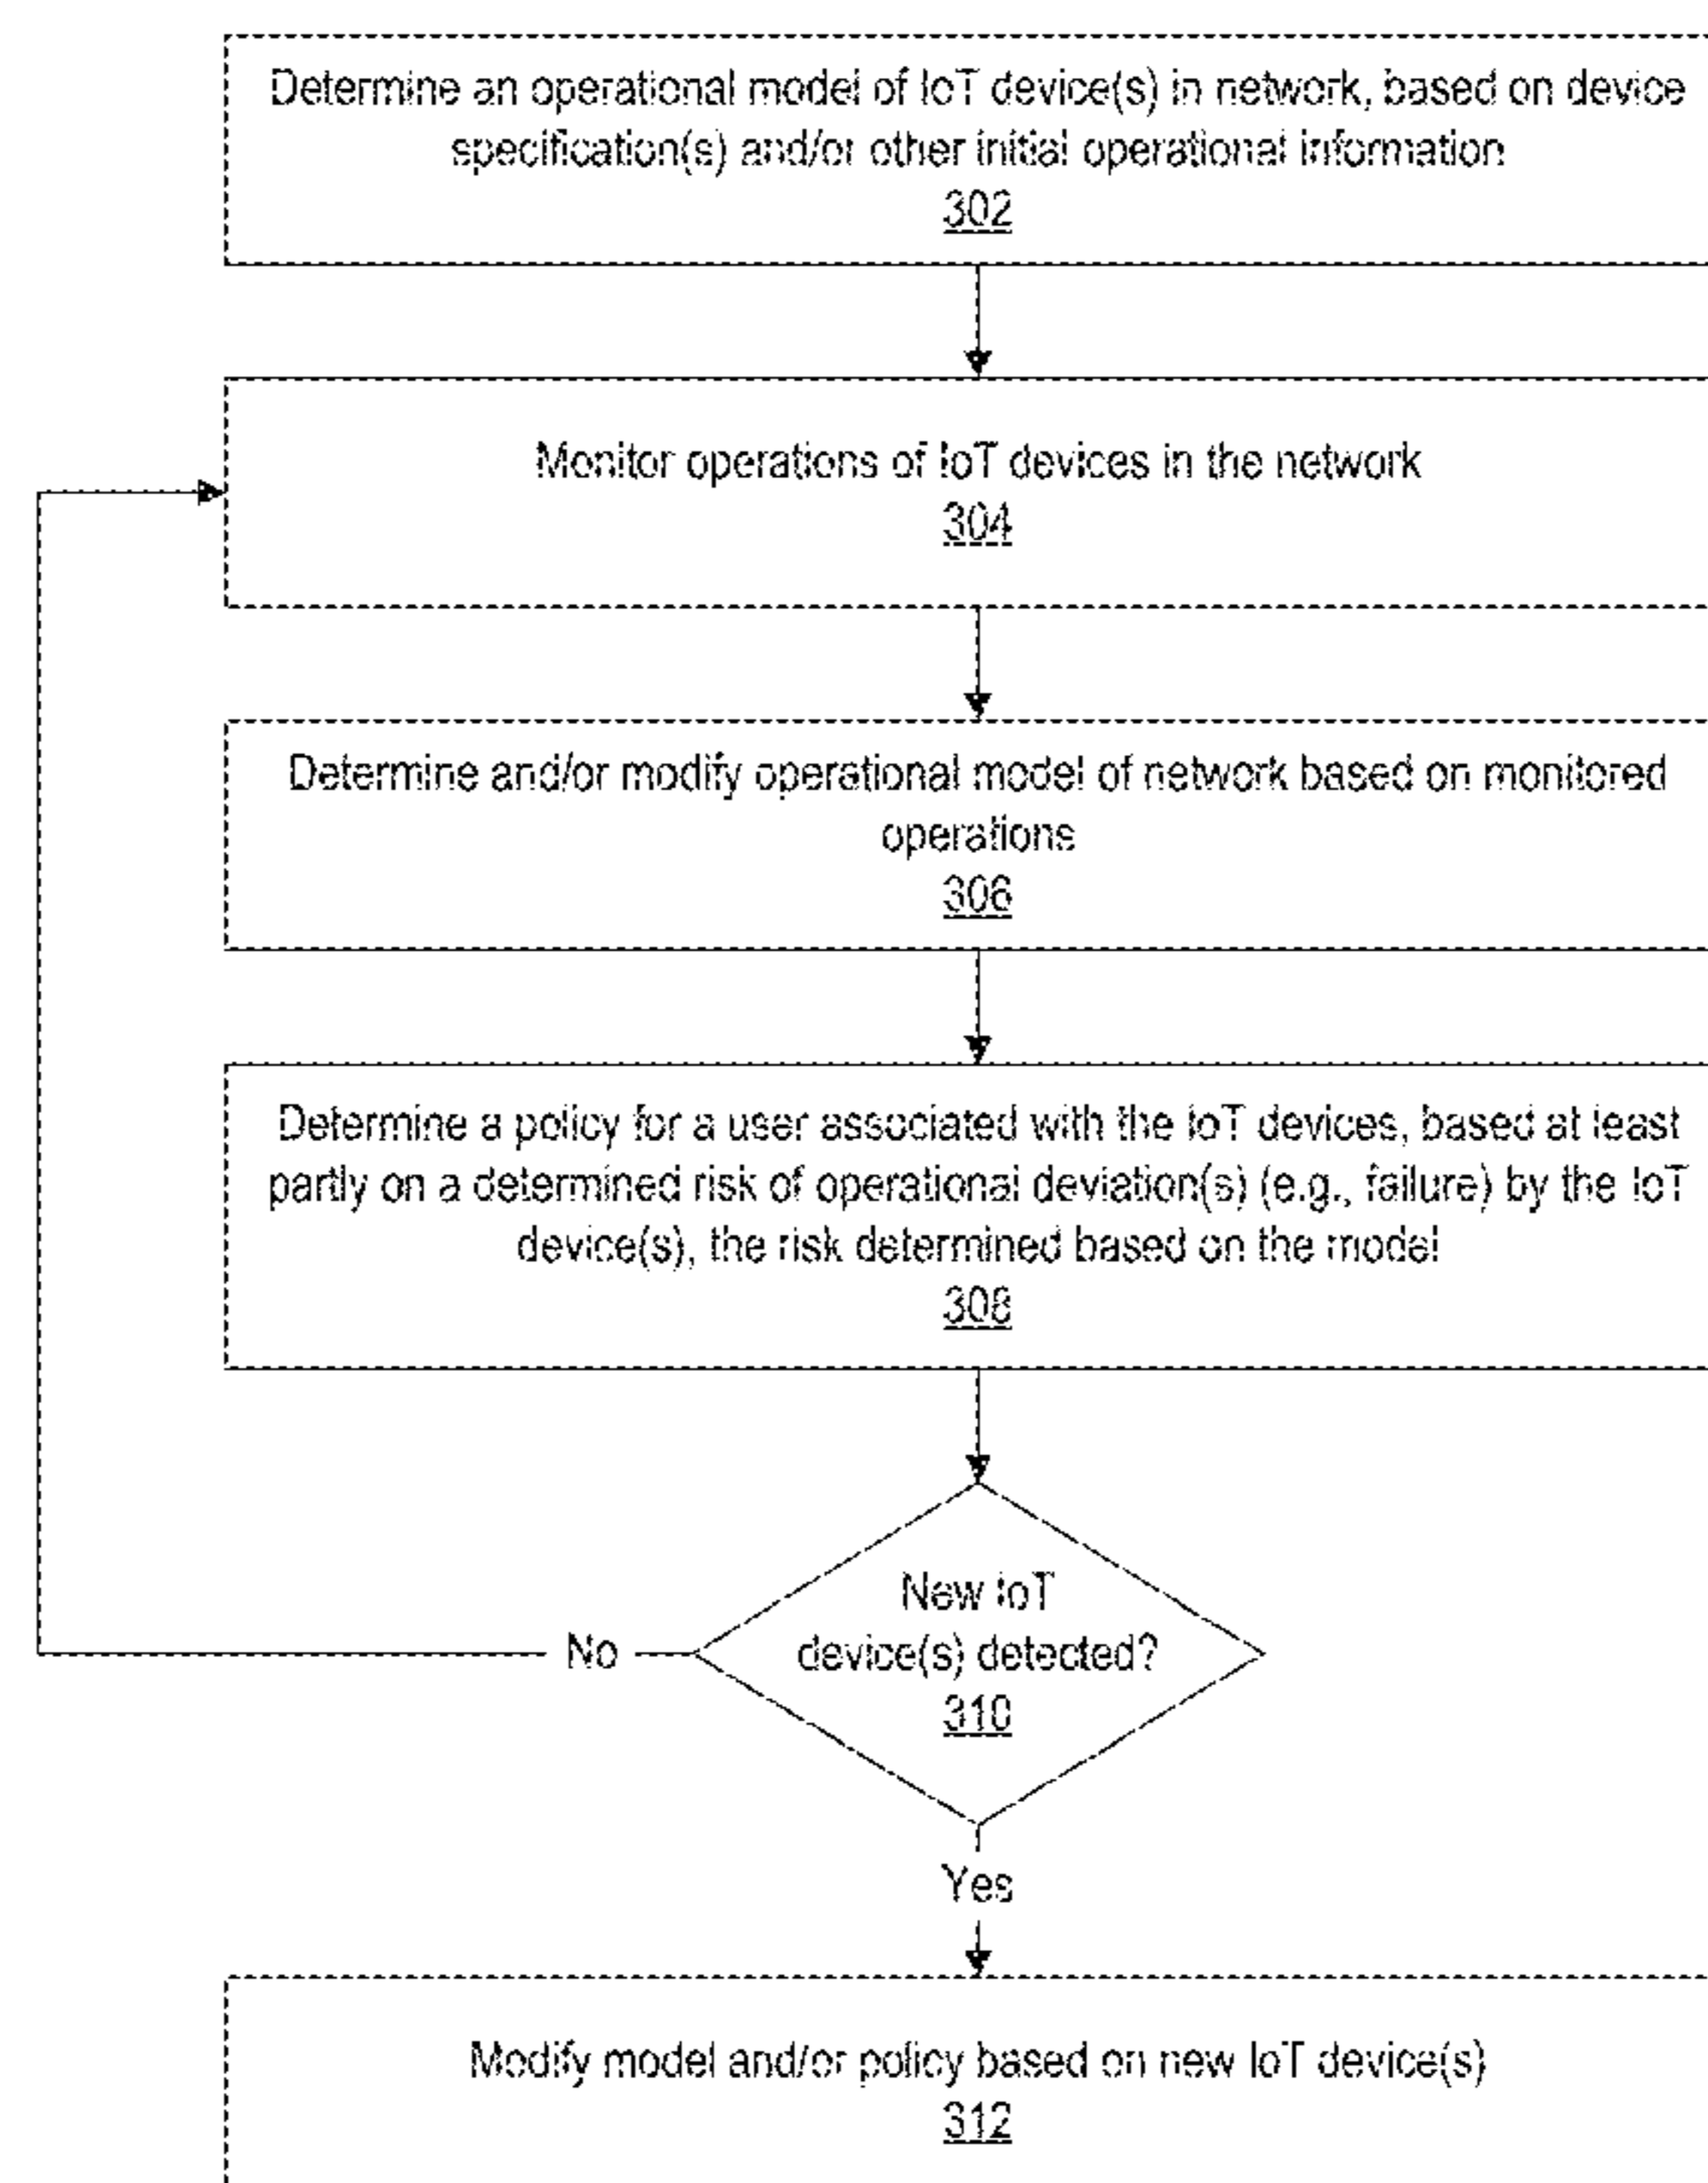 Determine an operational model of IoT device(s) in network, based on device
specification(s) and/or other initial operational information
302
Monitor operations of IoT devices in the network
304
Determine and/or modify operational model of network based on monitored
operations
306
Determine a policy for a user associated with the IoT devices, based at least
partly on a determined risk of operational deviation(s) (e.g., failure) by the IoT
device(s), the risk determined based on the model
308
New IoT
device(s) detected?
310
No
Yes
Modify model and/or policy based on new IoT device(s)
312